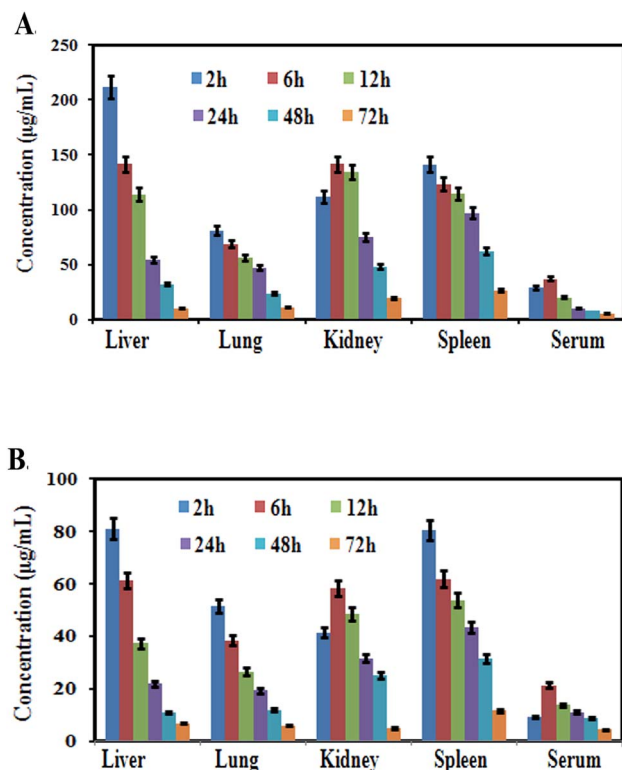 A.
Concentration (µg/mL)
250
200
150
100
50
0
2h 6h 12h
24h 48h 72h
Liver Lung Kidney Spleen Serum
B.
Concentration (µg/mL)
100
80
60
40
20
0
2h 6h 12h
24h 48h 72h
Liver Lung Kidney Spleen Serum